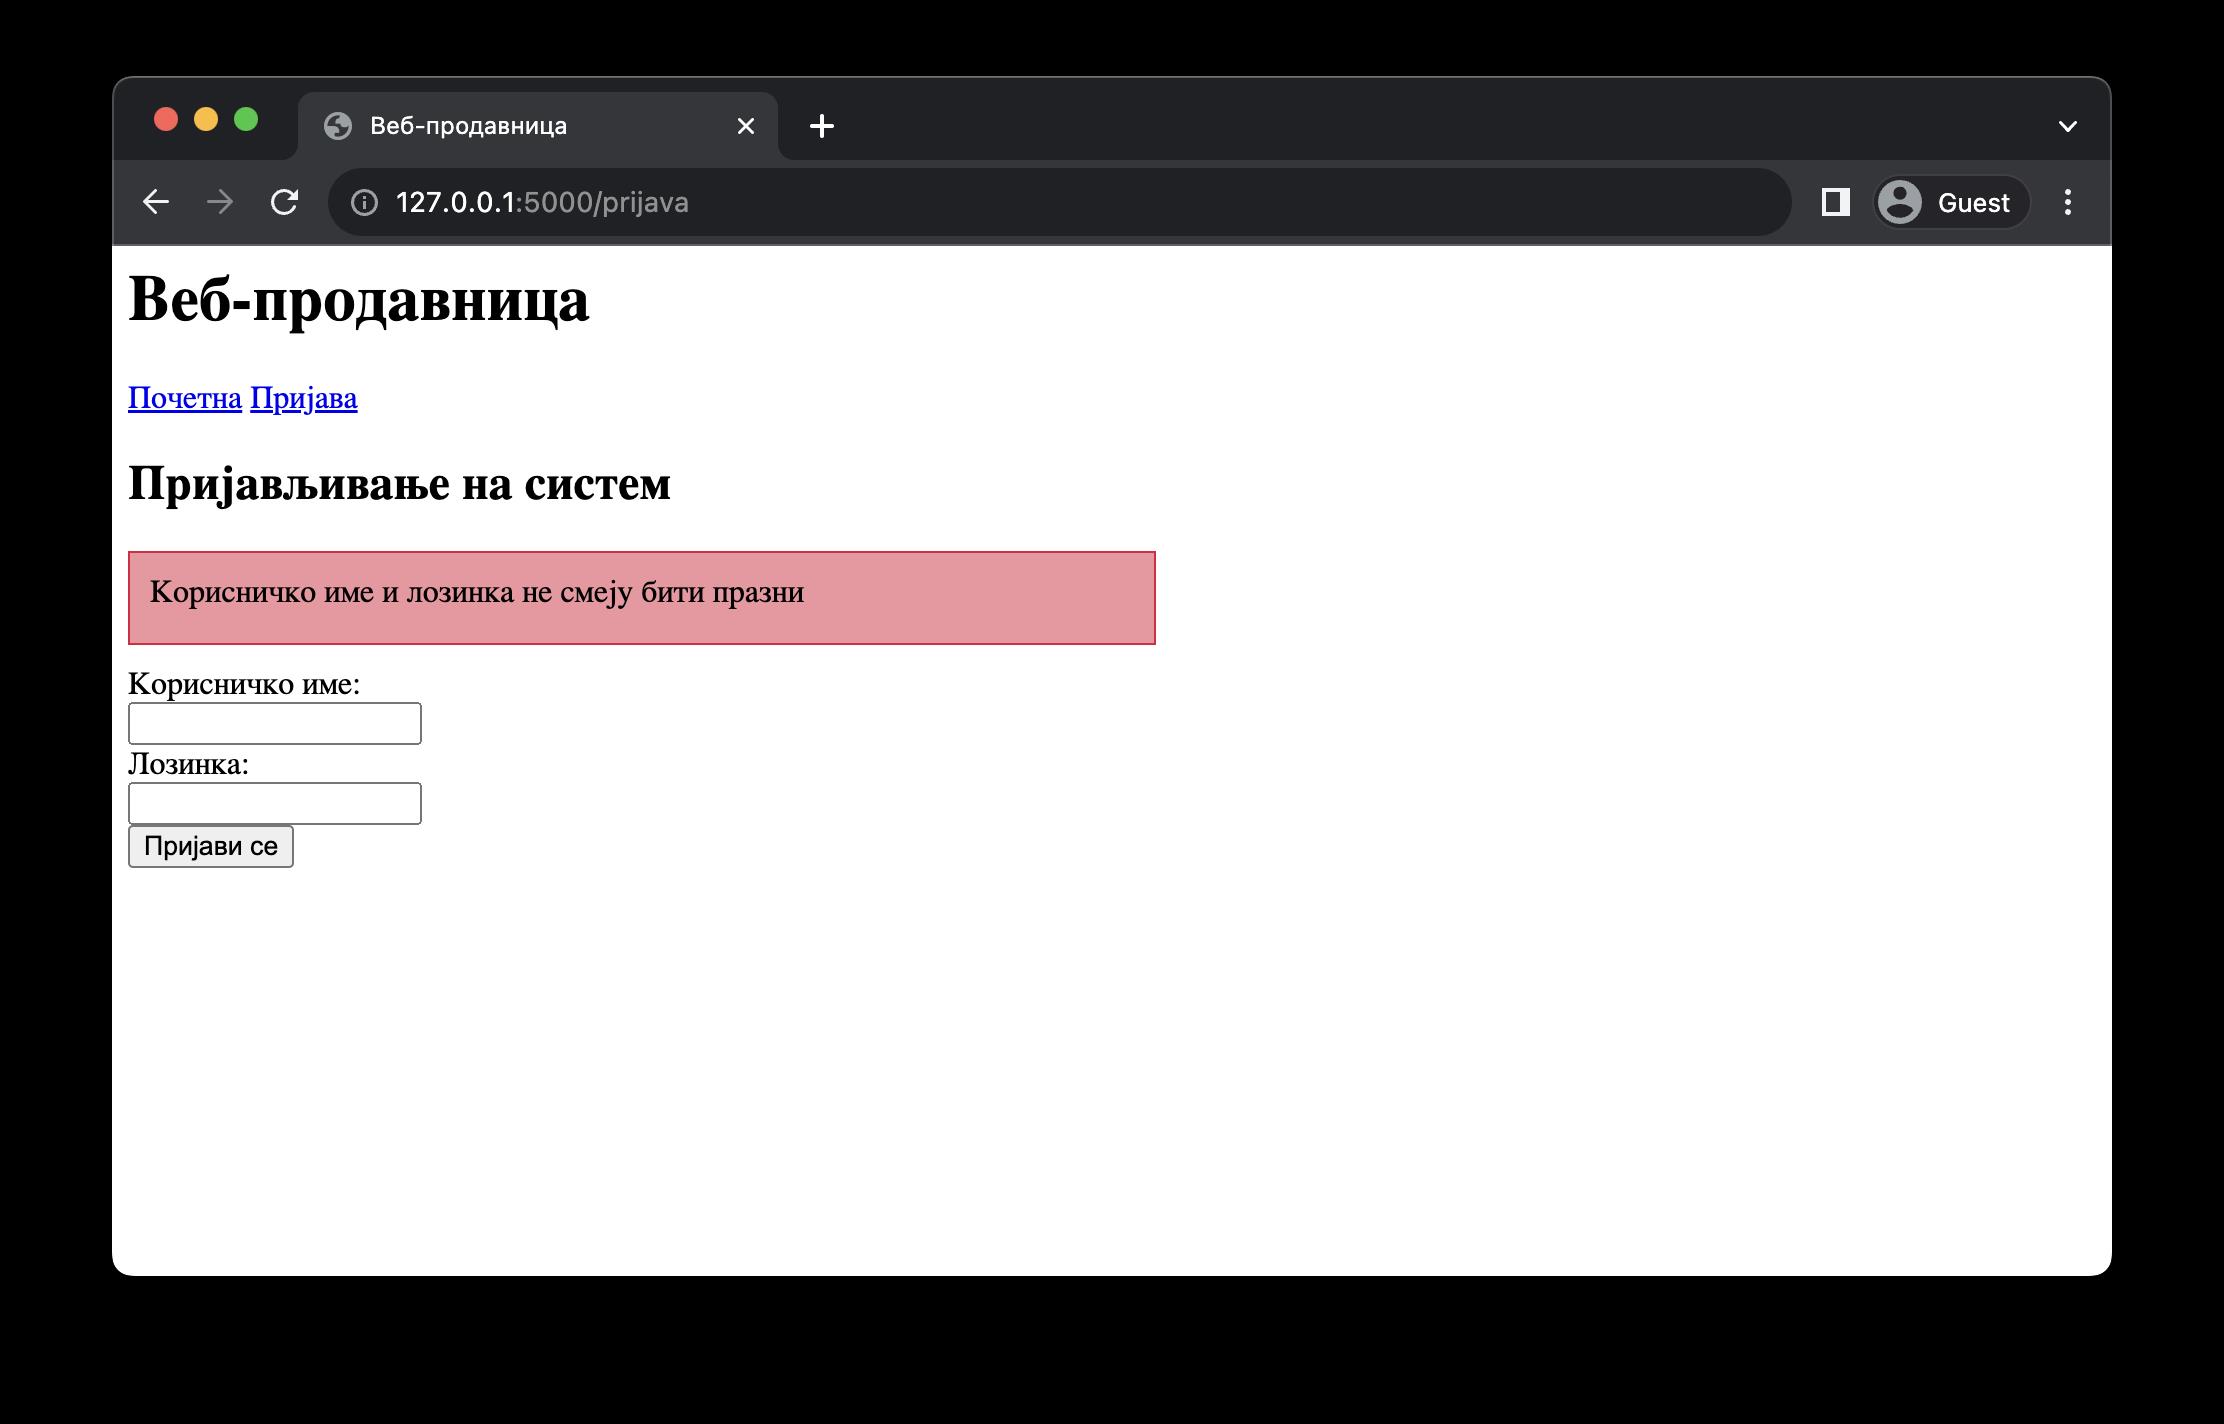 Веб-продавница
127.0.0.1:5000/prijava
Guest
Веб-продавница
Почетна Пријава
Пријављивање на систем
Корисничко име и лозинка не смеју бити празни
Корисничко име:
Лозинка:
Пријави се